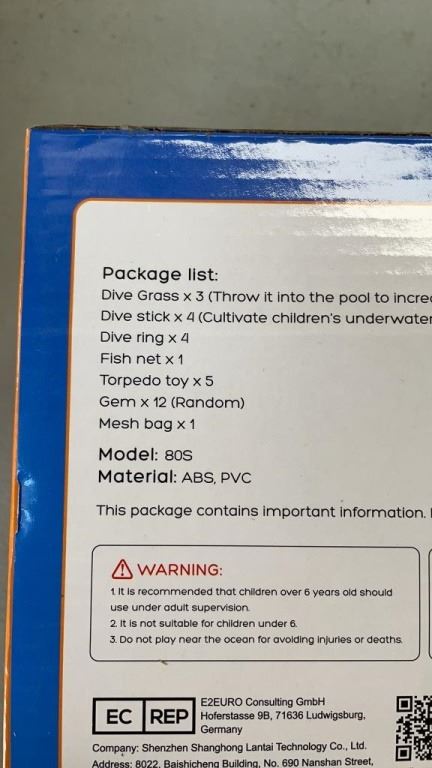 Package list:
Dive Grass x 3 (Throw it into the pool to
Dive stick x 4 (Cultivate children's underwater
Dive ring x 4
Fish net x 1
Torpedo toy x 5
Gem x 12 (Random)
Mesh bag x 1
Model: 80S
Material: ABS, PVC
This package contains important information.
WARNING:
1. It is recommended that children over 6 years old should
use under adult supervision.
2. It is not suitable for children under 6.
3. Do not play near the ocean for avoiding injuries or deaths.
EC REP
E2EURO Consulting GmbH
Hoferstasse 9B, 71636 Ludwigsburg,
Germany
Company: Shenzhen Shanghong Lantai Technology Co., Ltd.
Address: 8022, Baishicheng Building, No. 690 Nanshan Street,